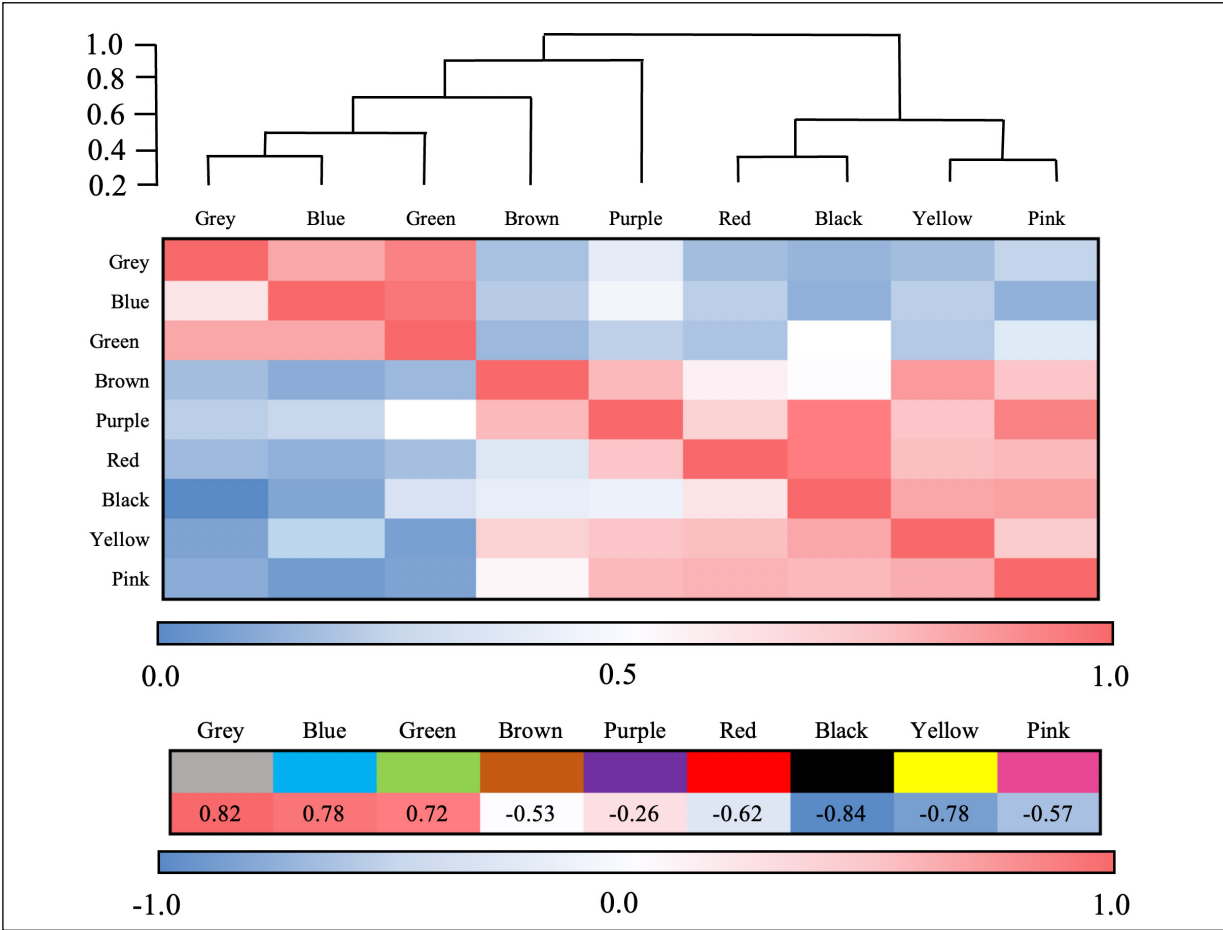 1.0
0.8
0.6
0.4
0.2
Grey Blue Green Brown Purple Red Black Yellow Pink
Grey
Blue
Green
Brown
Purple
Red
Black
Yellow
Pink
0.0 0.5 1.0
Grey Blue Green Brown Purple Red Black Yellow Pink
0.82 0.78 0.72 -0.53 -0.26 -0.62 -0.84 -0.78 -0.57
-1.0 0.0 1.0